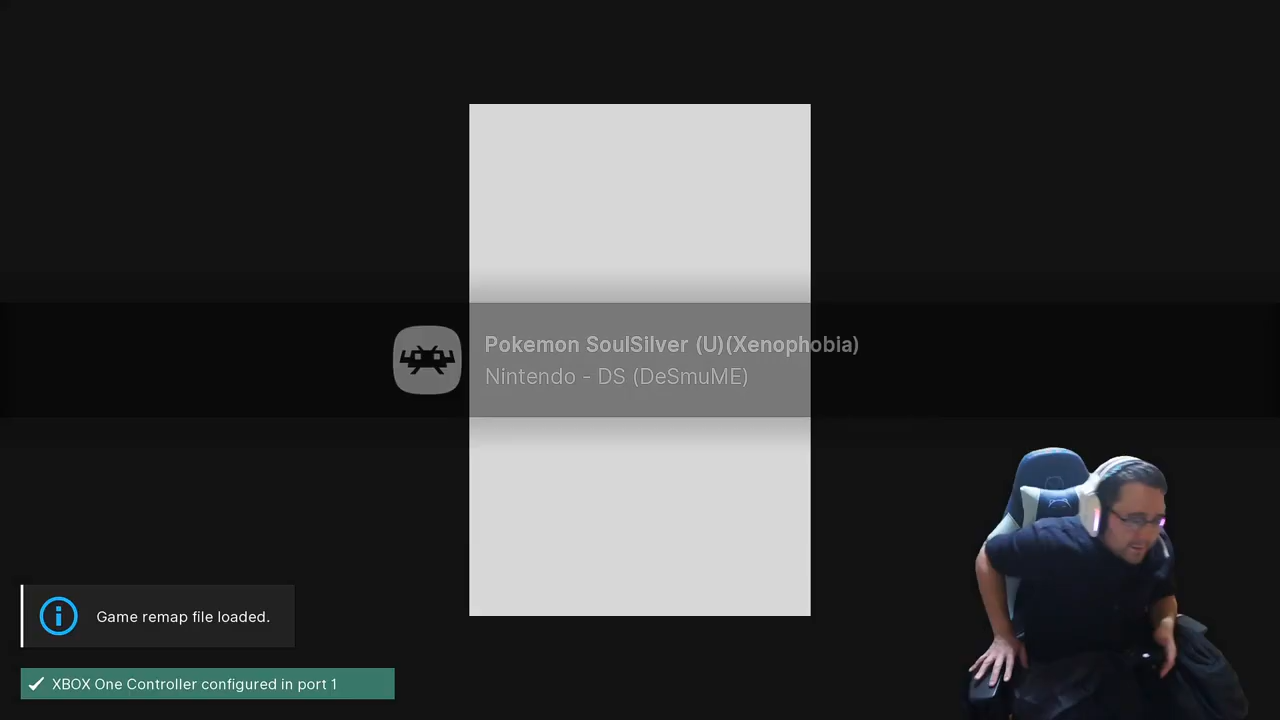 Pokemon SoulSilver (U)(Xenophobia)
Nintendo - DS (DeSmuME)
Game remap file loaded.
XBOX One Controller configured in port 1